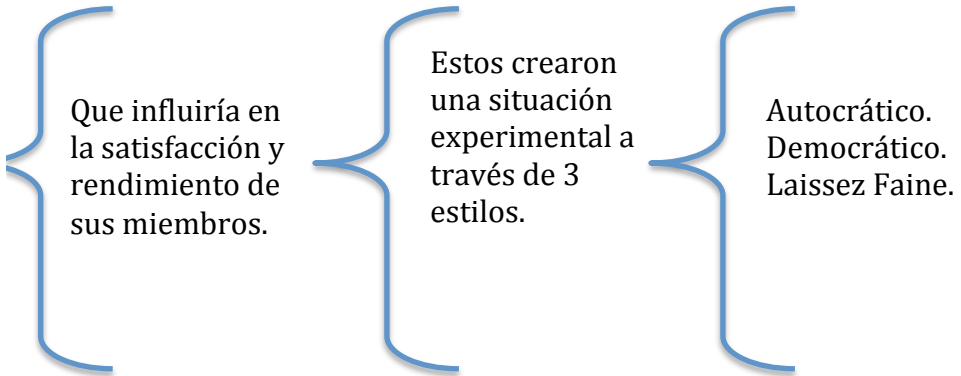 Que influiría en
la satisfacción y
rendimiento de
sus miembros.
Estos crearon
una situación
experimental a
través de 3
estilos.
Autocrático.
Democrático.
Laissez Faine.